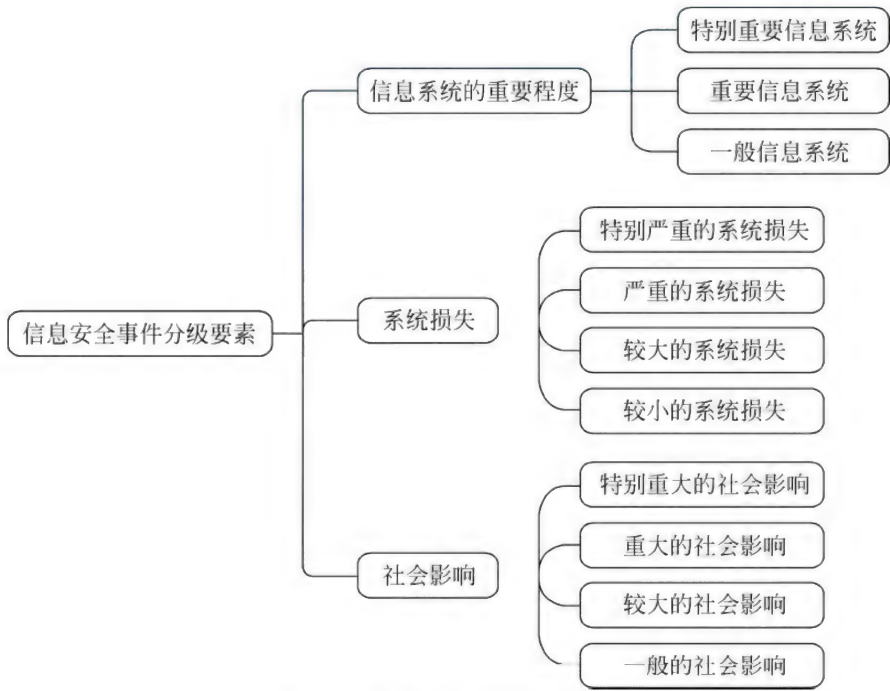 信息安全事件分级要素
信息系统的重要程度
特别重要信息系统
重要信息系统
一般信息系统
系统损失
特别严重的系统损失
严重的系统损失
较大的系统损失
较小的系统损失
社会影响
特别重大的社会影响
重大的社会影响
较大的社会影响
一般的社会影响